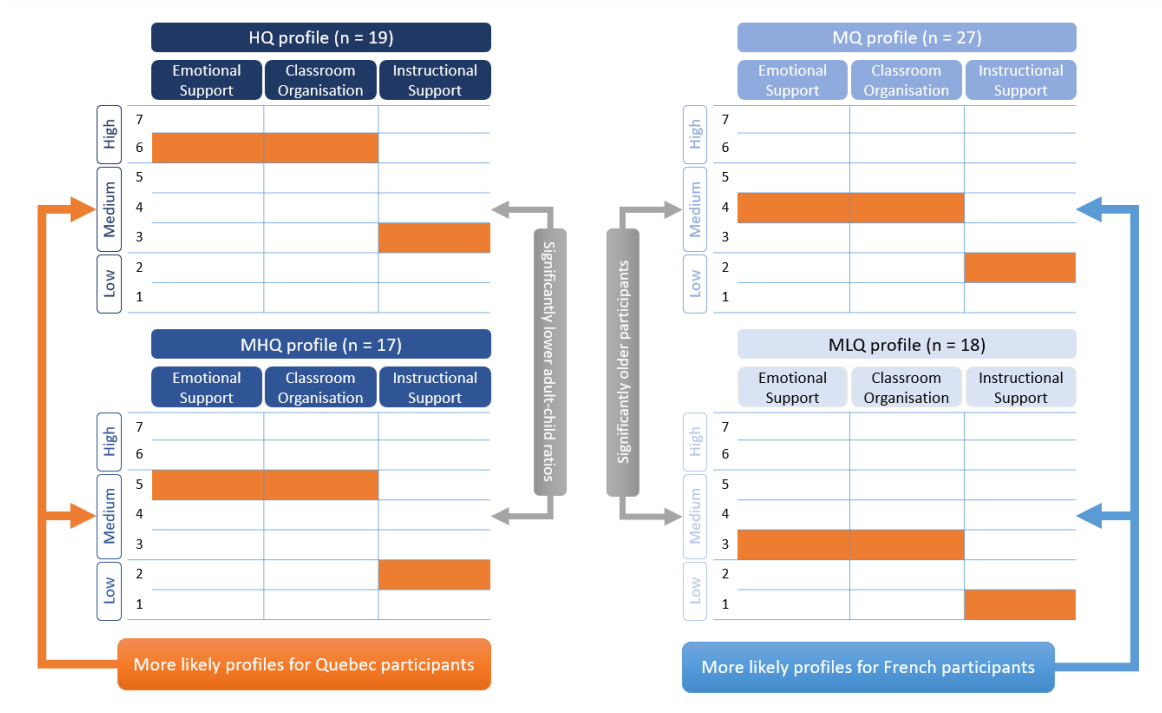 HQ profile (n = 19)
Emotional Support
Classroom Organisation
Instructional Support
High
Medium
Low
7
6
5
4
3
2
1
MHQ profile (n = 17)
Emotional Support
Classroom Organisation
Instructional Support
High
Medium
Low
7
6
5
4
3
2
1
More likely profiles for Quebec participants
Significantly lower adult-child ratios
Significantly older participants
MQ profile (n = 27)
Emotional Support
Classroom Organisation
Instructional Support
High
Medium
Low
7
6
5
4
3
2
1
MLQ profile (n = 18)
Emotional Support
Classroom Organisation
Instructional Support
High
Medium
Low
7
6
5
4
3
2
1
More likely profiles for French participants